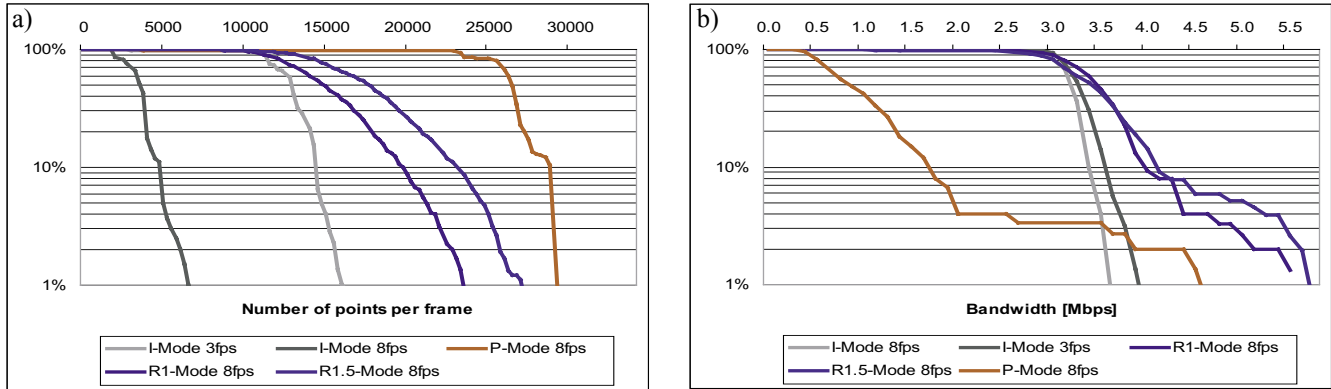 a)
0 5000 10000 15000 20000 25000 30000
100%
10%
1%
Number of points per frame
I-Mode 3fps I-Mode 8fps P-Mode 8fps
R1-Mode 8fps R1.5-Mode 8fps
b)
0.0 0.5 1.0 1.5 2.0 2.5 3.0 3.5 4.0 4.5 5.0 5.5
100%
10%
1%
Bandwidth [Mbps]
I-Mode 8fps I-Mode 3fps R1-Mode 8fps
R1.5-Mode 8fps P-Mode 8fps